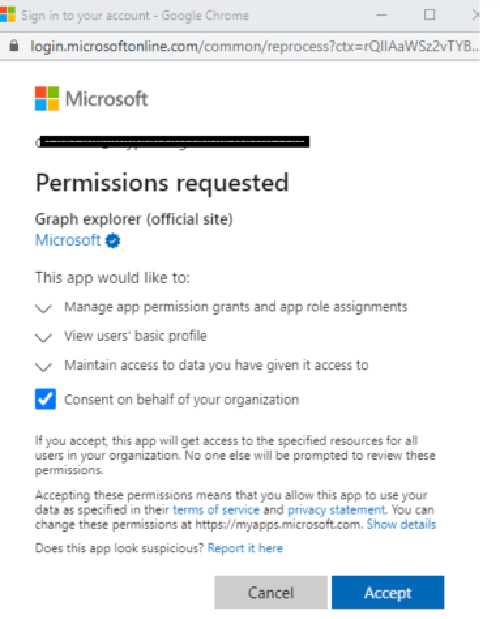 Sign in to your account - Google Chrome
login.microsoftonline.com/common/reprocess?ctx=rQIIAaWSz2vTYB...
Microsoft
Permissions requested
Graph explorer (official site)
Microsoft
This app would like to:
Manage app permission grants and app role assignments
View users' basic profile
Maintain access to data you have given it access to
Consent on behalf of your organization
If you accept, this app will get access to the specified resources for all
users in your organization. No one else will be prompted to review these
permissions.
Accepting these permissions means that you allow this app to use your
data as specified in their terms of service and privacy statement. You can
change these permissions at https://myapps.microsoft.com. Show details
Does this app look suspicious? Report it here
Cancel Accept